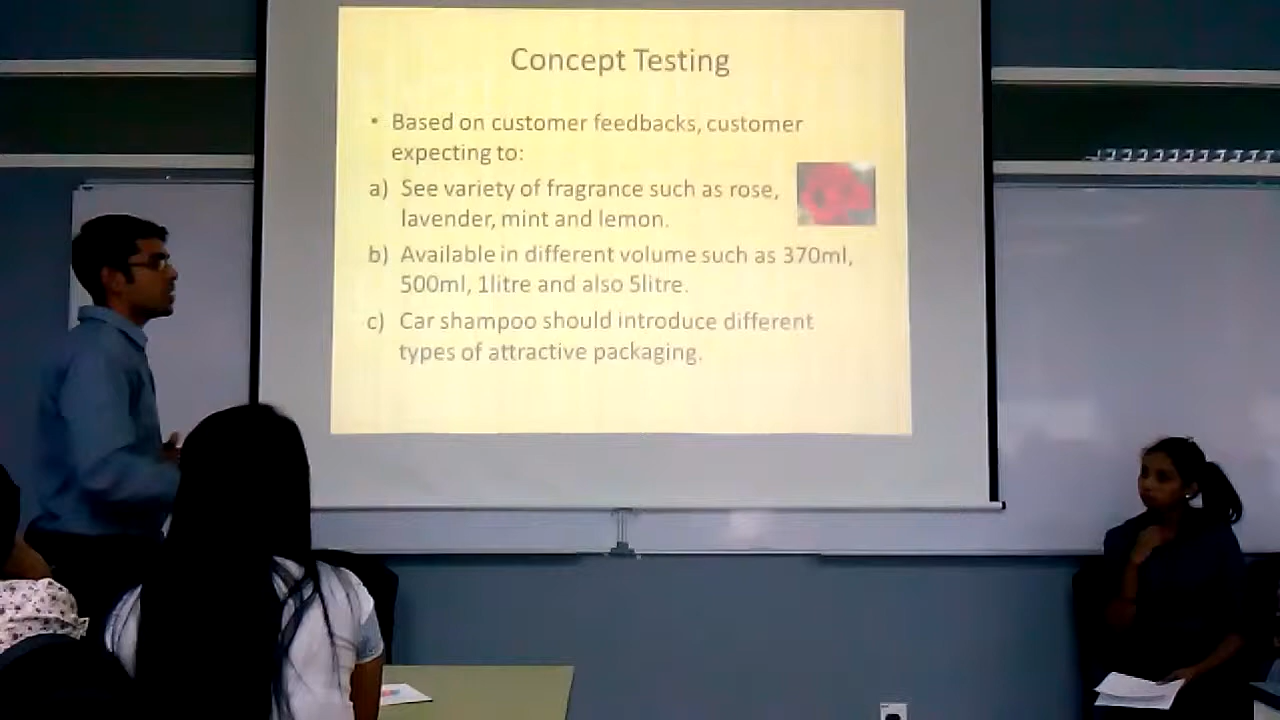 Concept Testing
• Based on customer feedbacks, customer
expecting to:
a) See variety of fragrance such as rose,
lavender, mint and lemon.
b) Available in different volume such as 370ml,
500ml, 1litre and also 5litre.
c) Car shampoo should introduce different
types of attractive packaging.